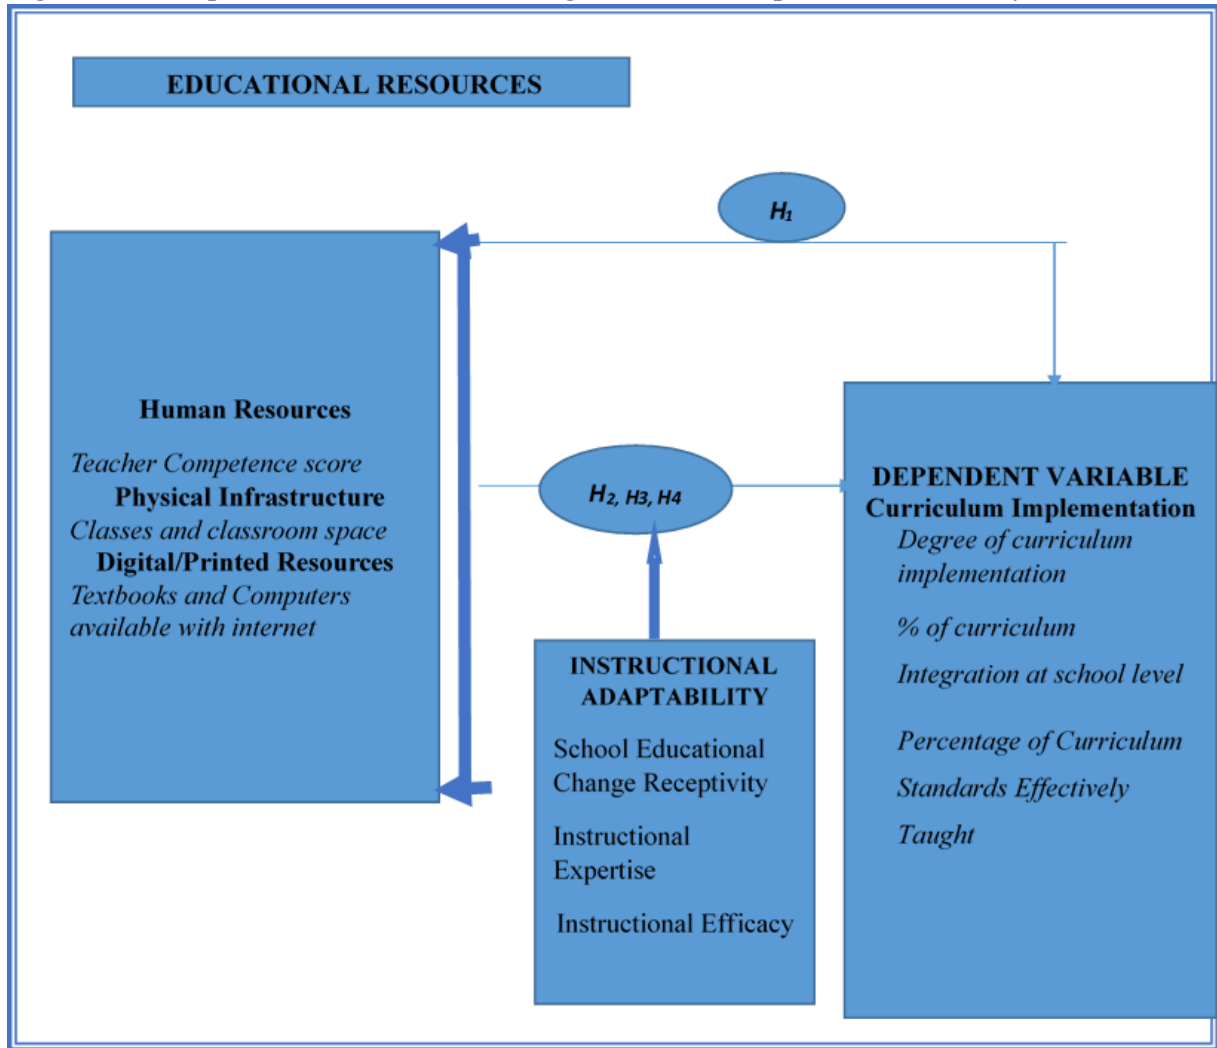 EDUCATIONAL RESOURCES
H1
Human Resources
Teacher Competence score
Physical Infrastructure
Classes and classroom space
Digital/Printed Resources
Textbooks and Computers
available with internet
H2, H3, H4
INSTRUCTIONAL
ADAPTABILITY
School Educational
Change Receptivity
Instructional
Expertise
Instructional Efficacy
DEPENDENT VARIABLE
Curriculum Implementation
Degree of curriculum
implementation
% of curriculum
Integration at school level
Percentage of Curriculum
Standards Effectively
Taught